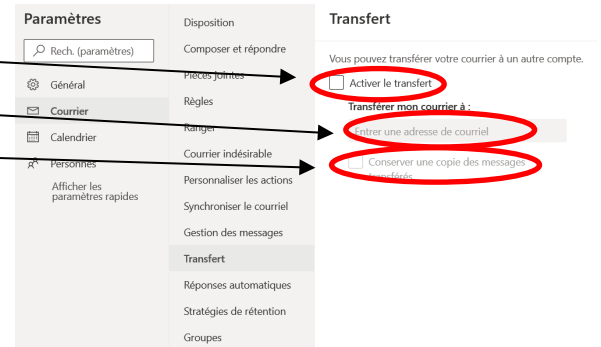 Paramètres
Rech. (paramètres)
Général
Courrier
Calendrier
Personnes
Afficher les
paramètres rapides
Disposition
Composer et répondre
Pièces jointes
Règles
Ranger
Courrier indésirable
Personnaliser les actions
Synchroniser le courriel
Gestion des messages
Transfert
Réponses automatiques
Stratégies de rétention
Groupes
Transfert
Vous pouvez transférer votre courrier à un autre compte.
Activer le transfert
Transférer mon courrier à :
Entrer une adresse de courriel
Conserver une copie des messages
transférés